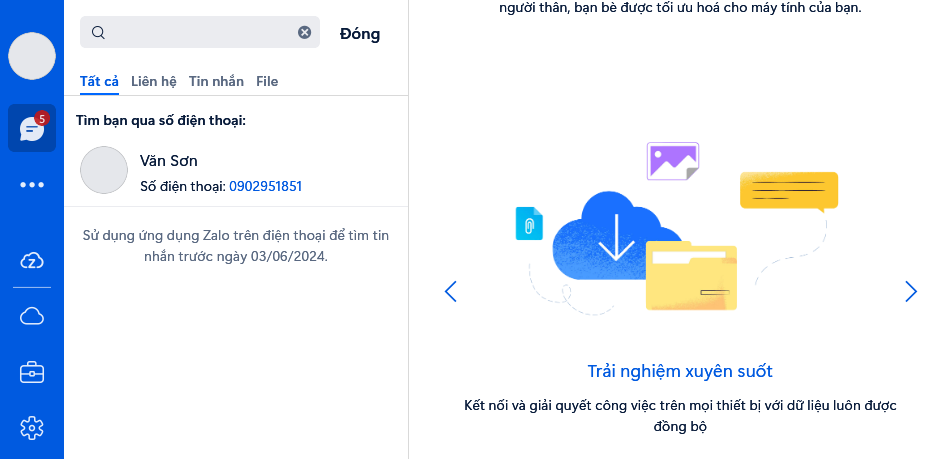 Đóng
Tất cả Liên hệ Tin nhắn File
5
Tìm bạn qua số điện thoại:
Văn Sơn
Số điện thoại: 0902951851
Sử dụng ứng dụng Zalo trên điện thoại để tìm tin
nhắn trước ngày 03/06/2024.
người thân, bạn bè được tối ưu hoá cho máy tính của bạn.
Trải nghiệm xuyên suốt
Kết nối và giải quyết công việc trên mọi thiết bị với dữ liệu luôn được
đồng bộ